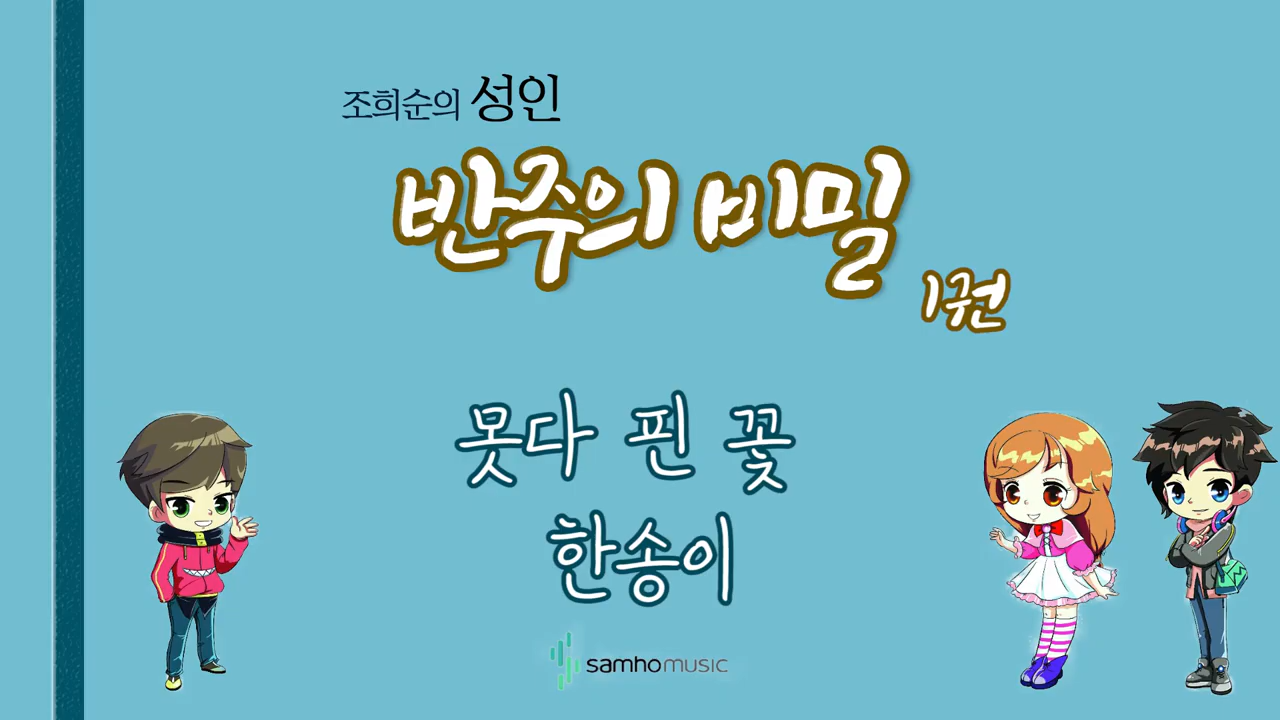 조희순의 성인
반주의 비밀
1권
못다 핀 꽃
한송이
samhomusic